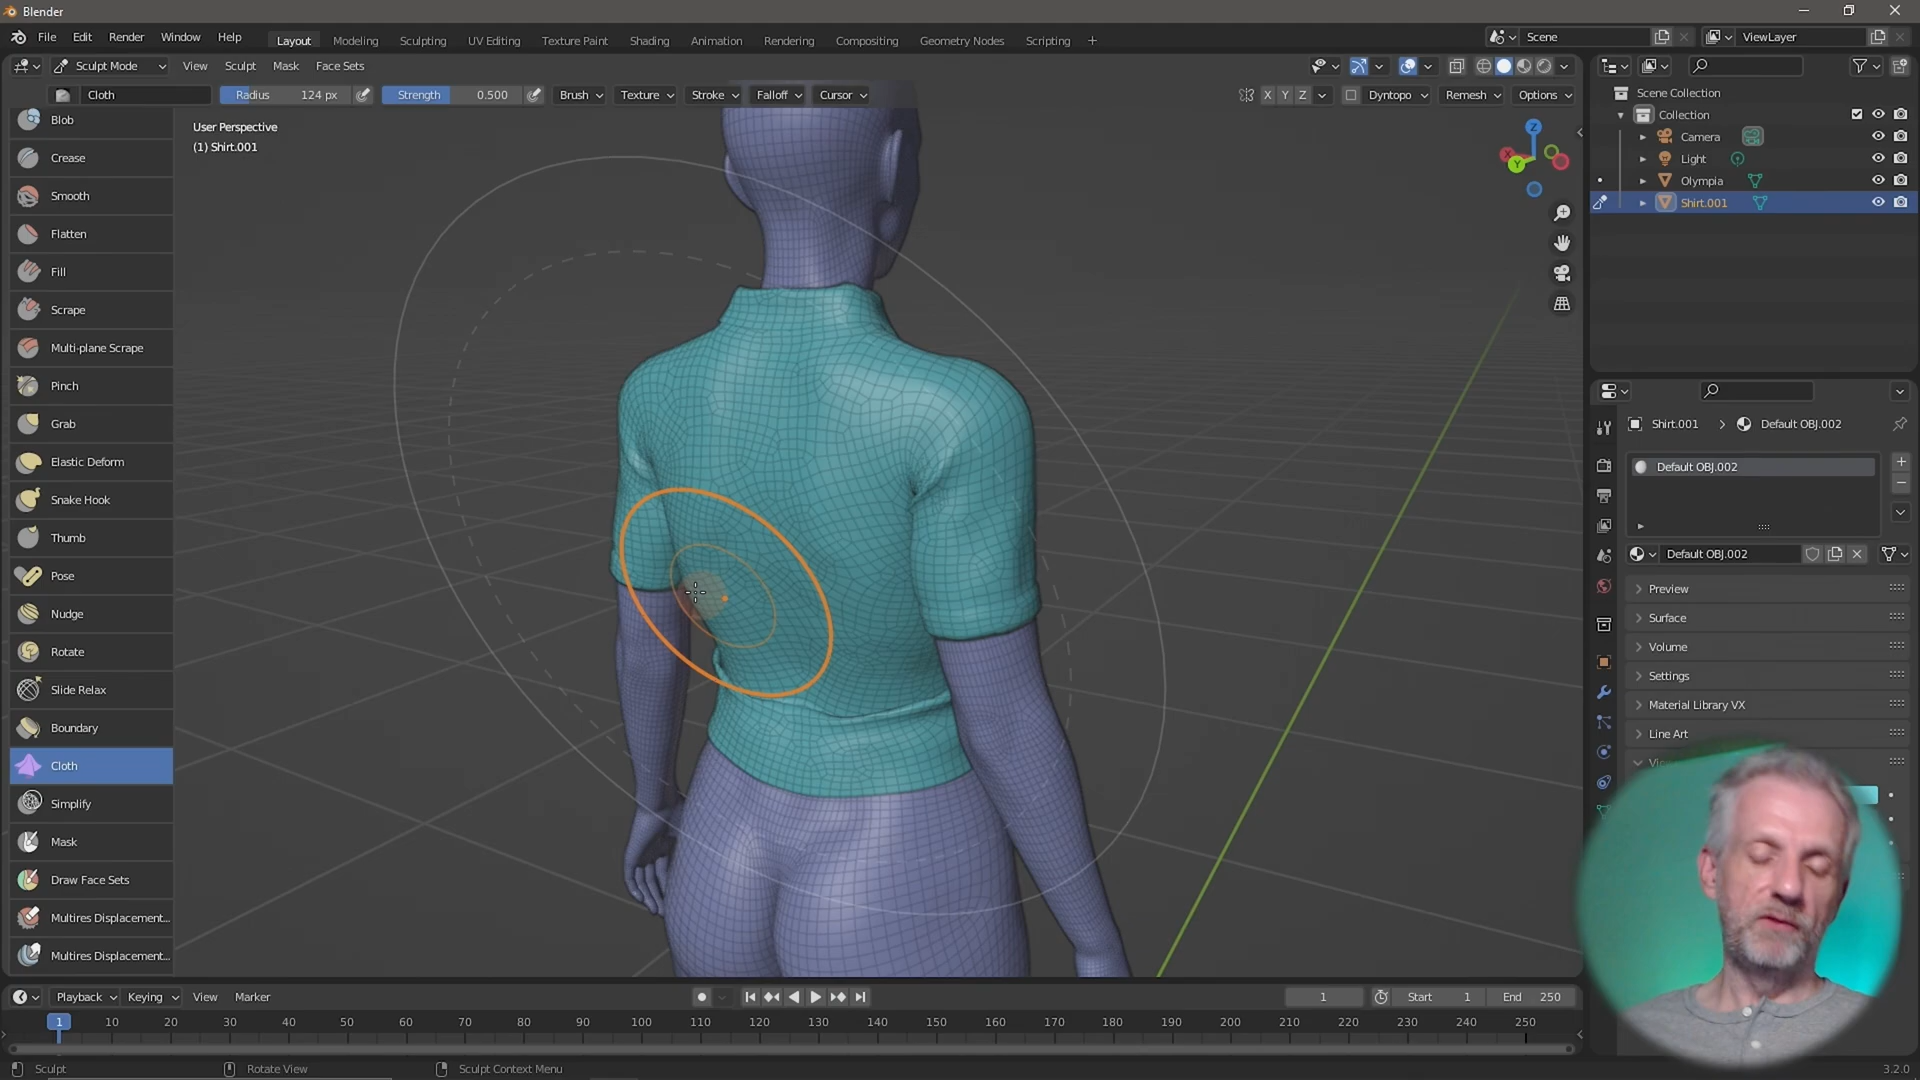 Blender
File Edit Render Window Help Layout Modeling Sculpting UV Editing Texture Paint Shading Animation Rendering Compositing Geometry Nodes Scripting + Scene ViewLayer
Sculpt Mode View Sculpt Mask Face Sets
Cloth Radius 124 px Strength 0.500 Brush Texture Stroke Falloff Cursor X Y Z Dyntopo Remesh Options
User Perspective
(1) Shirt.001
Z
X
Y
Blob
Crease
Smooth
Flatten
Fill
Scrape
Multi-plane Scrape
Pinch
Grab
Elastic Deform
Snake Hook
Thumb
Pose
Nudge
Rotate
Slide Relax
Boundary
Cloth
Simplify
Mask
Draw Face Sets
Multires Displacement...
Multires Displacement...
Scene Collection
Collection
Camera
Light
Olympia
Shirt.001
Shirt.001 > Default OBJ.002
Default OBJ.002
Default OBJ.002
Preview
Surface
Volume
Settings
Material Library VX
Line Art
Playback Keying View Marker 1 Start 1 End 250
1 10 20 30 40 50 60 70 80 90 100 110 120 130 140 150 160 170 180 190 200 210 220 230 240 250
Sculpt Rotate View Sculpt Context Menu 3.2.0